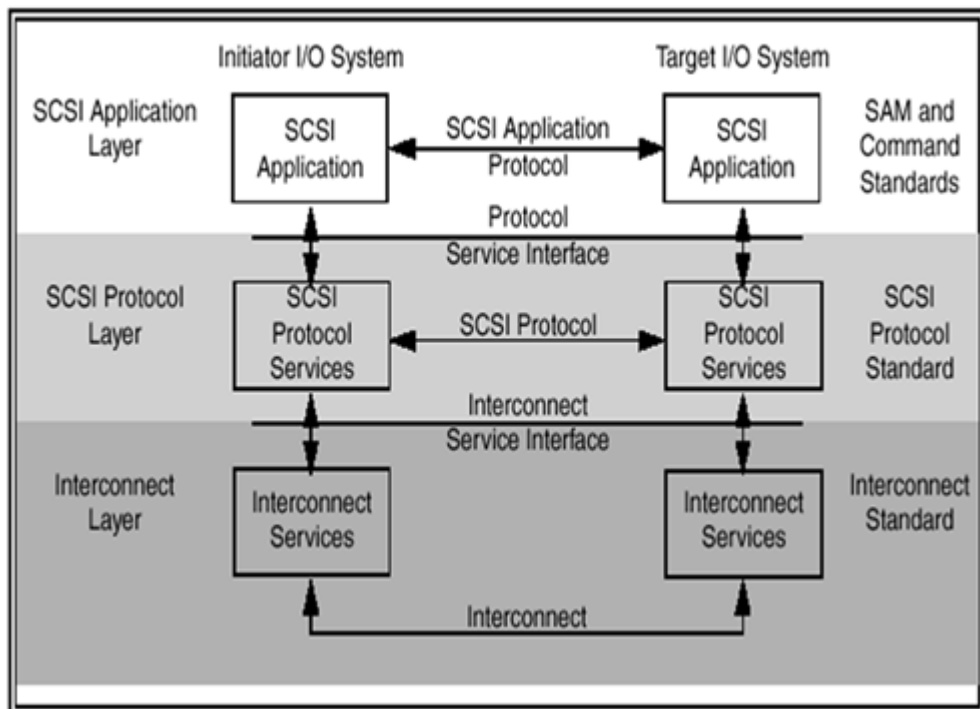 Initiator I/O System
Target I/O System
SCSI Application
Layer
SCSI
Application
SCSI Application
Protocol
SCSI
Application
SAM and
Command
Standards
Protocol
Service Interface
SCSI Protocol
Layer
SCSI
Protocol
Services
SCSI Protocol
SCSI
Protocol
Services
SCSI
Protocol
Standard
Interconnect
Service Interface
Interconnect
Layer
Interconnect
Services
Interconnect
Services
Interconnect
Standard
Interconnect